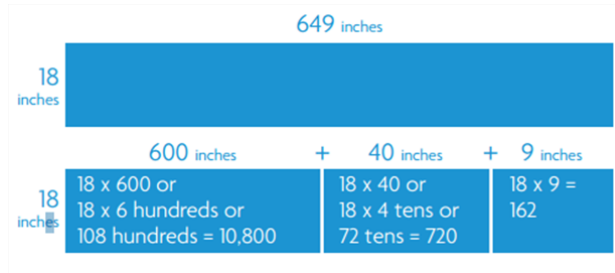 649 inches
18
inches
600 inches + 40 inches + 9 inches
18
inches
18 x 600 or
18 x 6 hundreds or
108 hundreds = 10,800
18 x 40 or
18 x 4 tens or
72 tens = 720
18 x 9 =
162